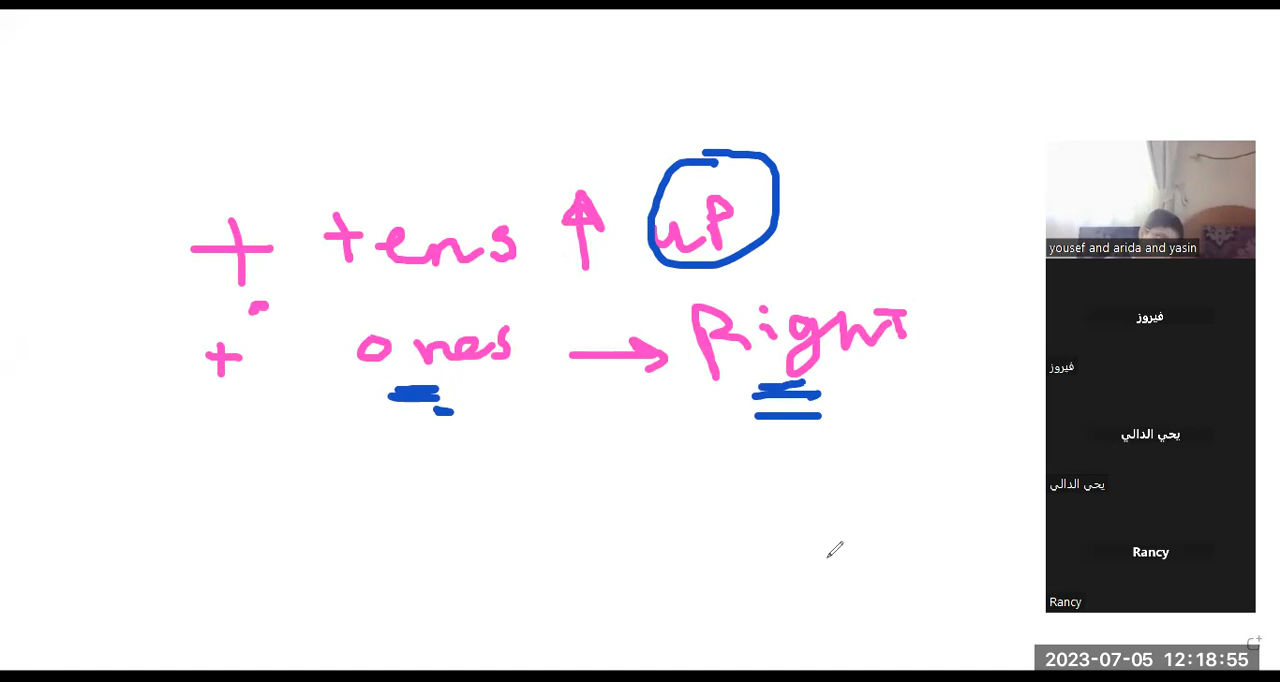 + tens ↑ up
+ ones → Right
yousef and arida and yasin
فيروز
فيروز
يحي الدالي
يحي الدالي
Rancy
Rancy
2023-07-05 12:18:55